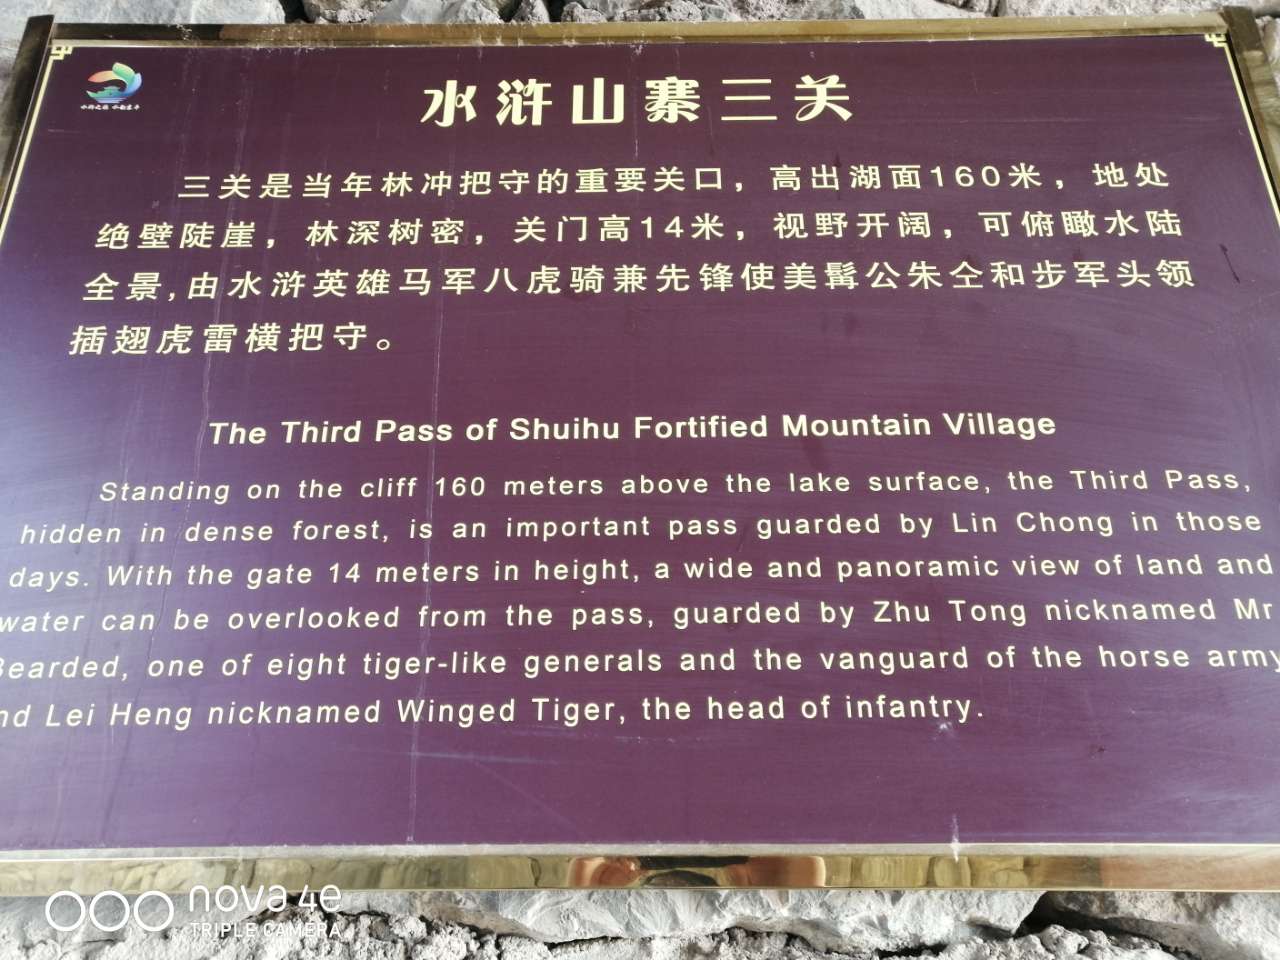 水浒山寨三关
三关是当年林冲把守的重要关口，高出湖面160米，地处
绝壁陡崖，林深树密，关门高14米，视野开阔，可俯瞰水陆
全景,由水浒英雄马军八虎骑兼先锋使美髯公朱仝和步军头领
插翅虎雷横把守。
The Third Pass of Shuihu Fortified Mountain Village
Standing on the cliff 160 meters above the lake surface, the Third Pass,
hidden in dense forest, is an important pass guarded by Lin Chong in those
days. With the gate 14 meters in height, a wide and panoramic view of land and
water can be overlooked from the pass, guarded by Zhu Tong nicknamed Mr
Bearded, one of eight tiger-like generals and the vanguard of the horse army
nd Lei Heng nicknamed Winged Tiger, the head of infantry.
nova 4e
TRIPLE CAMERA